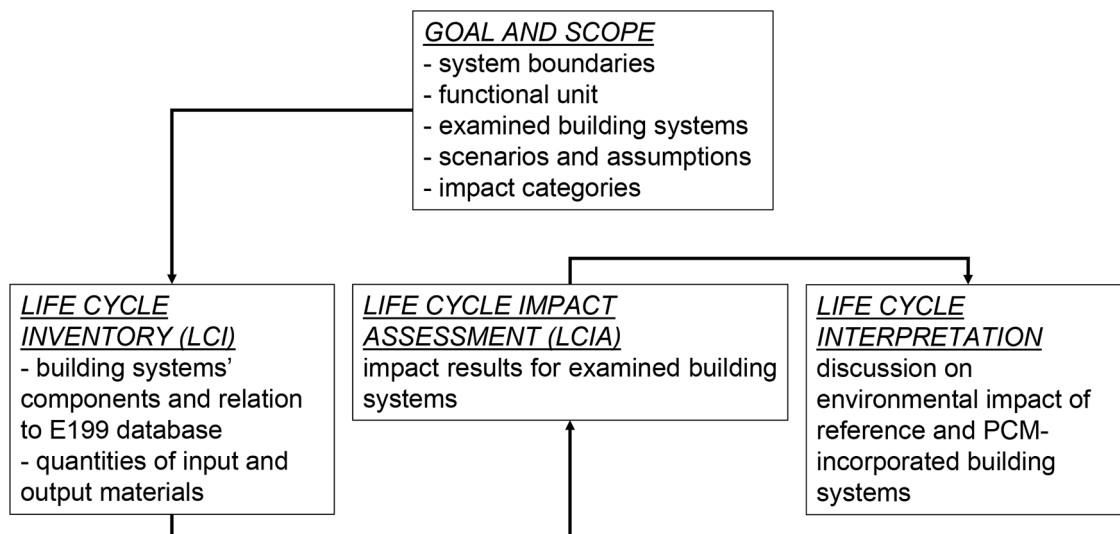 GOAL AND SCOPE
- system boundaries
- functional unit
- examined building systems
- scenarios and assumptions
- impact categories
LIFE CYCLE
INVENTORY (LCI)
- building systems’
components and relation
to E199 database
- quantities of input and
output materials
LIFE CYCLE IMPACT
ASSESSMENT (LCIA)
impact results for examined building
systems
LIFE CYCLE
INTERPRETATION
discussion on
environmental impact of
reference and PCM-
incorporated building
systems